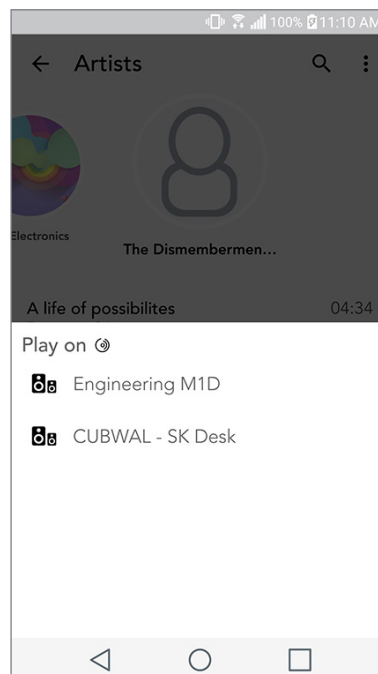 100% 11:10 AM
Artists
Electronics
The Dismembermen...
A life of possibilites 04:34
Play on
Engineering M1D
CUBWAL - SK Desk